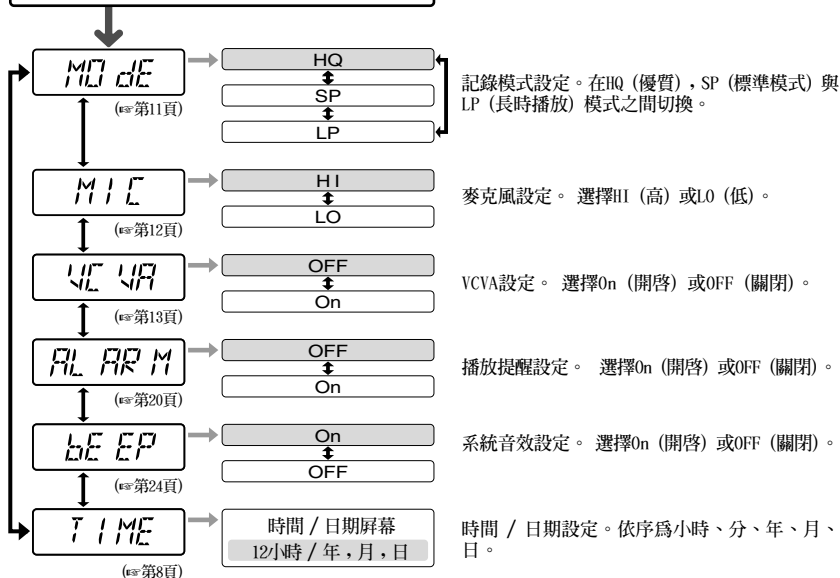 MO dE
(☞第11頁)
HQ
SP
LP
記錄模式設定。在HQ (優質) ，SP (標準模式) 與
LP (長時播放) 模式之間切換。
MIC
(☞第12頁)
HI
LO
麥克風設定。 選擇HI (高) 或LO (低) 。
VC VA
(☞第13頁)
OFF
On
VCVA設定。 選擇On (開啓) 或OFF (關閉) 。
AL AR M
(☞第20頁)
OFF
On
播放提醒設定。 選擇On (開啓) 或OFF (關閉) 。
bE EP
(☞第24頁)
On
OFF
系統音效設定。 選擇On (開啓) 或OFF (關閉) 。
TIME
(☞第8頁)
時間 / 日期屏幕
12小時 / 年，月，日
時間 / 日期設定。依序爲小時、分、年、月、
日。